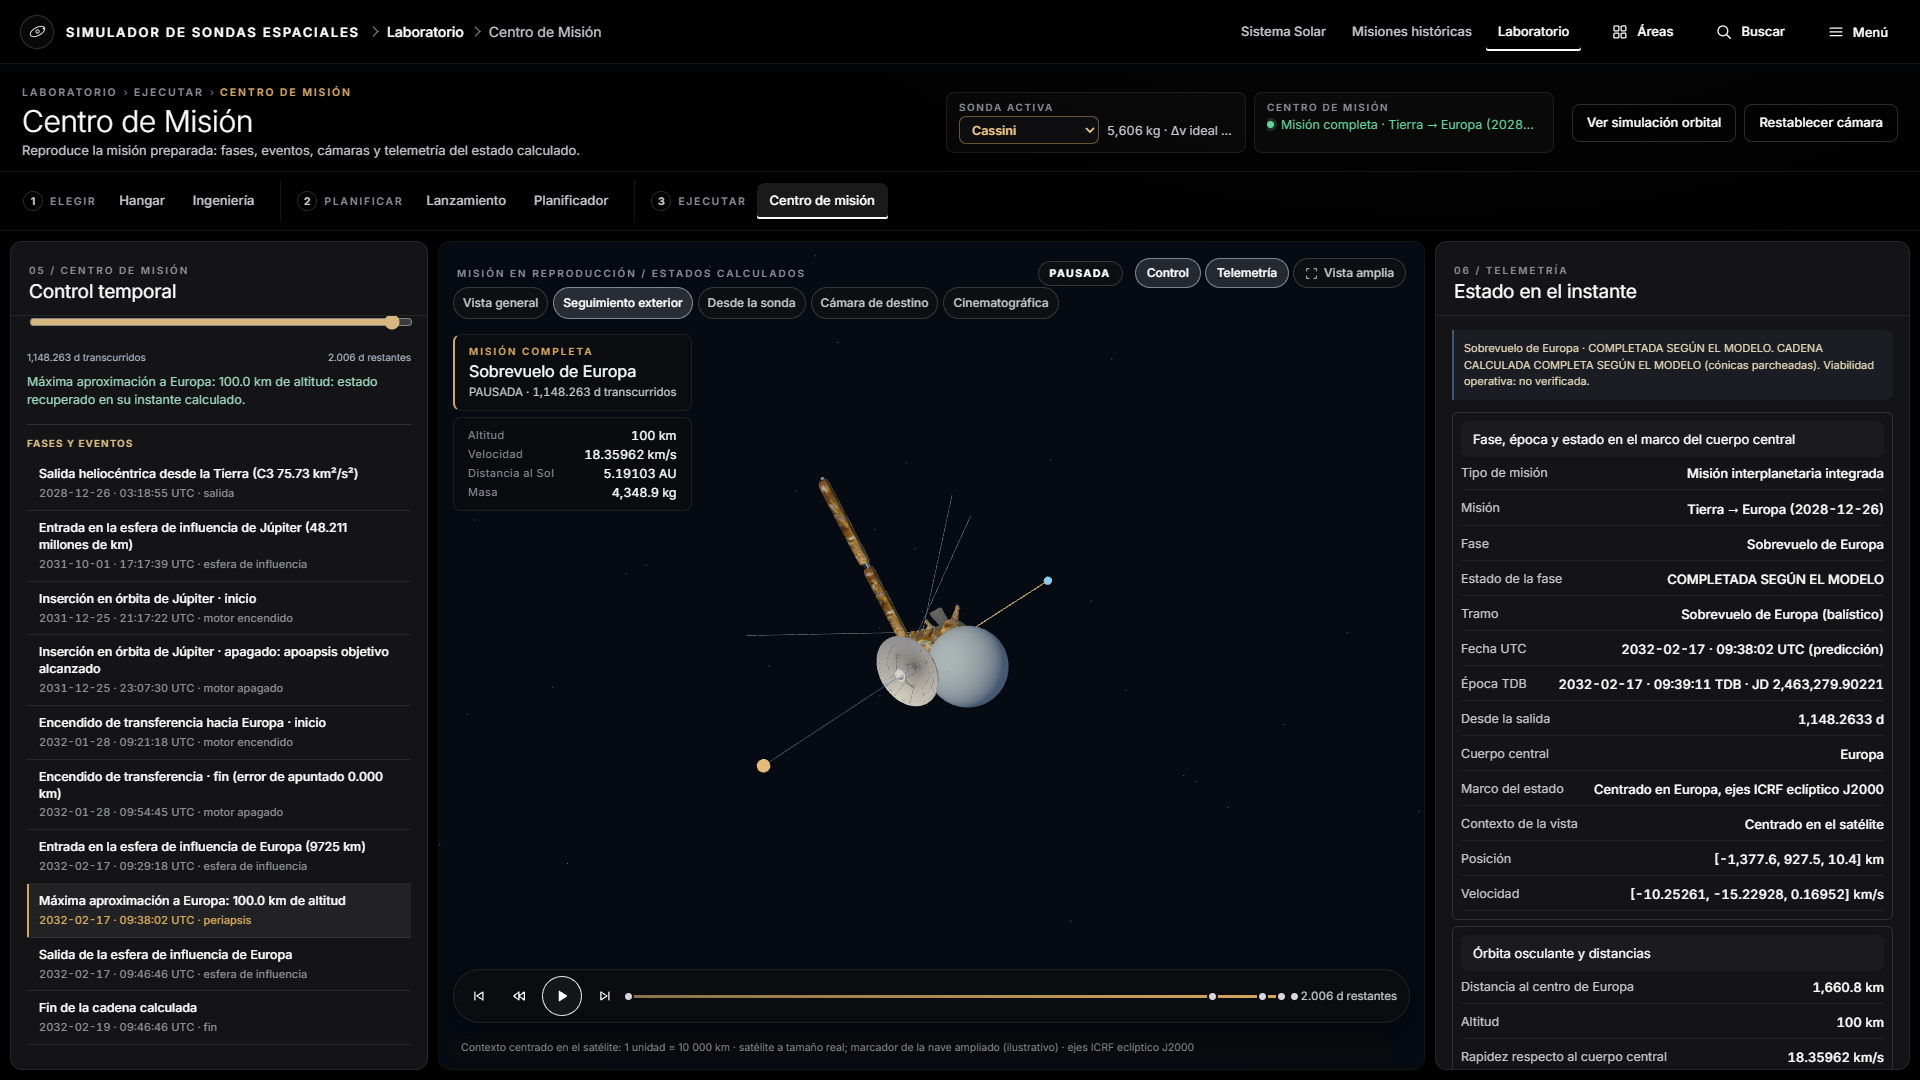 SIMULADOR DE SONDAS ESPACIALES > Laboratorio > Centro de Misión
Sistema Solar Misiones históricas Laboratorio Áreas Buscar Menú
LABORATORIO › EJECUTAR › CENTRO DE MISIÓN
Centro de Misión
Reproduce la misión preparada: fases, eventos, cámaras y telemetría del estado calculado.
SONDA ACTIVA
Cassini 5,606 kg · Δv ideal ...
CENTRO DE MISIÓN
Misión completa · Tierra → Europa (2028...
Ver simulación orbital Restablecer cámara
1 ELEGIR Hangar Ingeniería 2 PLANIFICAR Lanzamiento Planificador 3 EJECUTAR Centro de misión
05 / CENTRO DE MISIÓN
Control temporal
1,148.263 d transcurridos 2.006 d restantes
Máxima aproximación a Europa: 100.0 km de altitud: estado
recuperado en su instante calculado.
FASES Y EVENTOS
Salida heliocéntrica desde la Tierra (C3 75.73 km²/s²)
2028-12-26 · 03:18:55 UTC · salida
Entrada en la esfera de influencia de Júpiter (48.211
millones de km)
2031-10-01 · 17:17:39 UTC · esfera de influencia
Inserción en órbita de Júpiter · inicio
2031-12-25 · 21:17:22 UTC · motor encendido
Inserción en órbita de Júpiter · apagado: apoapsis objetivo
alcanzado
2031-12-25 · 23:07:30 UTC · motor apagado
Encendido de transferencia hacia Europa · inicio
2032-01-28 · 09:21:18 UTC · motor encendido
Encendido de transferencia · fin (error de apuntado 0.000
km)
2032-01-28 · 09:54:45 UTC · motor apagado
Entrada en la esfera de influencia de Europa (9725 km)
2032-02-17 · 09:29:18 UTC · esfera de influencia
Máxima aproximación a Europa: 100.0 km de altitud
2032-02-17 · 09:38:02 UTC · periapsis
Salida de la esfera de influencia de Europa
2032-02-17 · 09:46:46 UTC · esfera de influencia
Fin de la cadena calculada
2032-02-19 · 09:46:46 UTC · fin
MISIÓN EN REPRODUCCIÓN / ESTADOS CALCULADOS
PAUSADA Control Telemetría Vista amplia
Vista general Seguimiento exterior Desde la sonda Cámara de destino Cinematográfica
MISIÓN COMPLETA
Sobrevuelo de Europa
PAUSADA · 1,148.263 d transcurridos
Altitud 100 km
Velocidad 18.35962 km/s
Distancia al Sol 5.19103 AU
Masa 4,348.9 kg
2.006 d restantes
Contexto centrado en el satélite: 1 unidad = 10 000 km · satélite a tamaño real; marcador de la nave ampliado (ilustrativo) · ejes ICRF eclíptico J2000
06 / TELEMETRÍA
Estado en el instante
Sobrevuelo de Europa · COMPLETADA SEGÚN EL MODELO. CADENA
CALCULADA COMPLETA SEGÚN EL MODELO (cónicas parcheadas). Viabilidad
operativa: no verificada.
Fase, época y estado en el marco del cuerpo central
Tipo de misión Misión interplanetaria integrada
Misión Tierra → Europa (2028-12-26)
Fase Sobrevuelo de Europa
Estado de la fase COMPLETADA SEGÚN EL MODELO
Tramo Sobrevuelo de Europa (balístico)
Fecha UTC 2032-02-17 · 09:38:02 UTC (predicción)
Época TDB 2032-02-17 · 09:39:11 TDB · JD 2,463,279.90221
Desde la salida 1,148.2633 d
Cuerpo central Europa
Marco del estado Centrado en Europa, ejes ICRF eclíptico J2000
Contexto de la vista Centrado en el satélite
Posición [-1,377.6, 927.5, 10.4] km
Velocidad [-10.25261, -15.22928, 0.16952] km/s
Órbita osculante y distancias
Distancia al centro de Europa 1,660.8 km
Altitud 100 km
Rapidez respecto al cuerpo central 18.35962 km/s